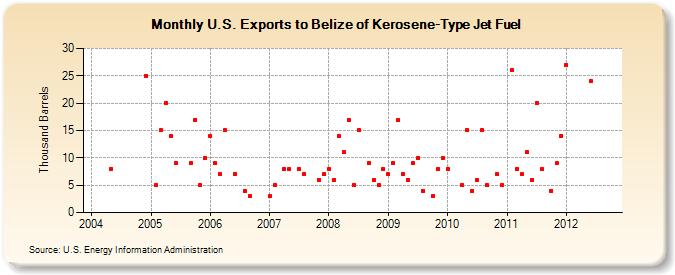 Monthly U.S. Exports to Belize of Kerosene-Type Jet Fuel
Thousand Barrels
30
25
20
15
10
5
0
2004 2005 2006 2007 2008 2009 2010 2011 2012
Source: U.S. Energy Information Administration